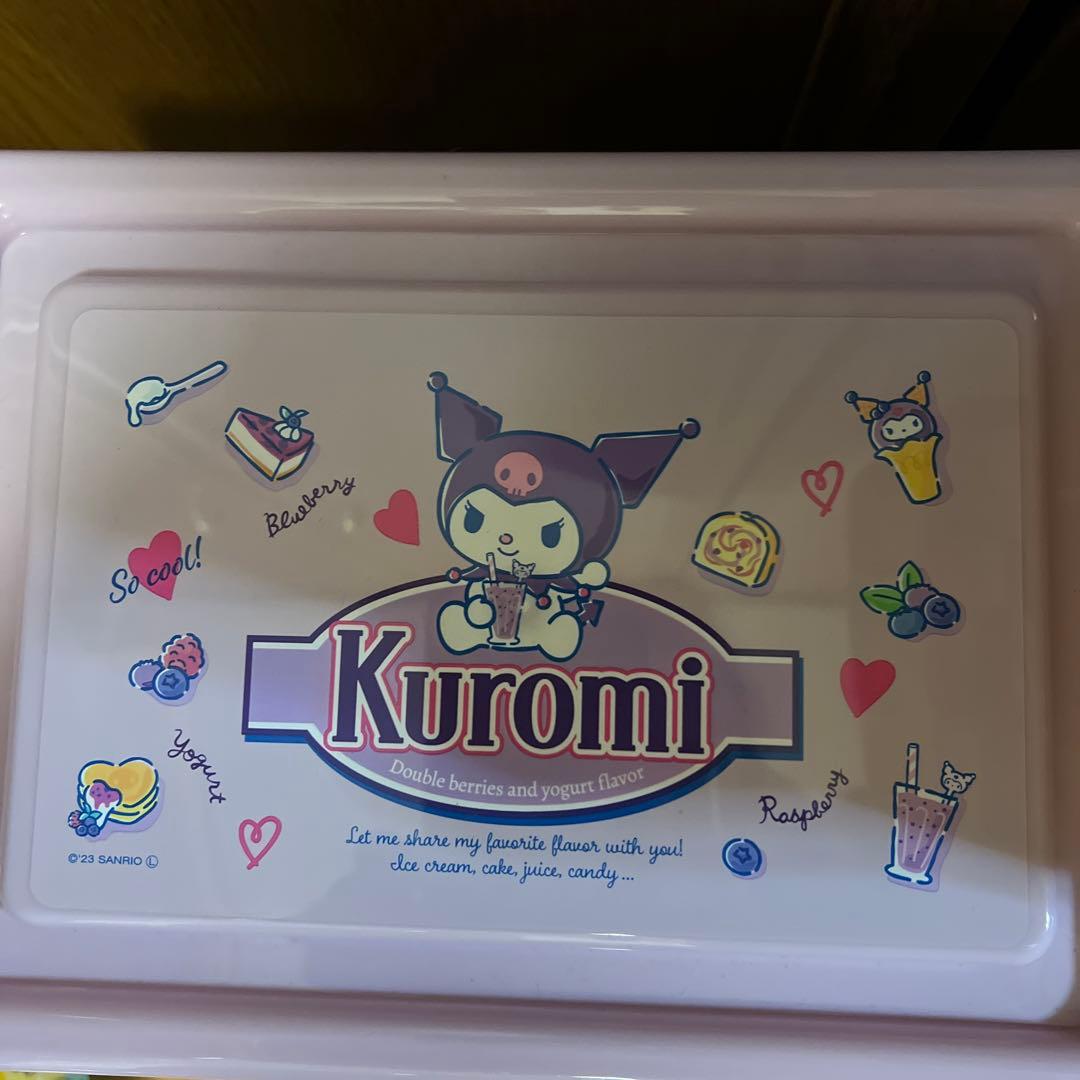 Blueberry
So cool!
Kuromi
Double berries and yogurt flavor
Yogurt
Raspberry
Let me share my favorite flavor with you!
Ice cream, cake, juice, candy...
©'23 SANRIO Ⓛ